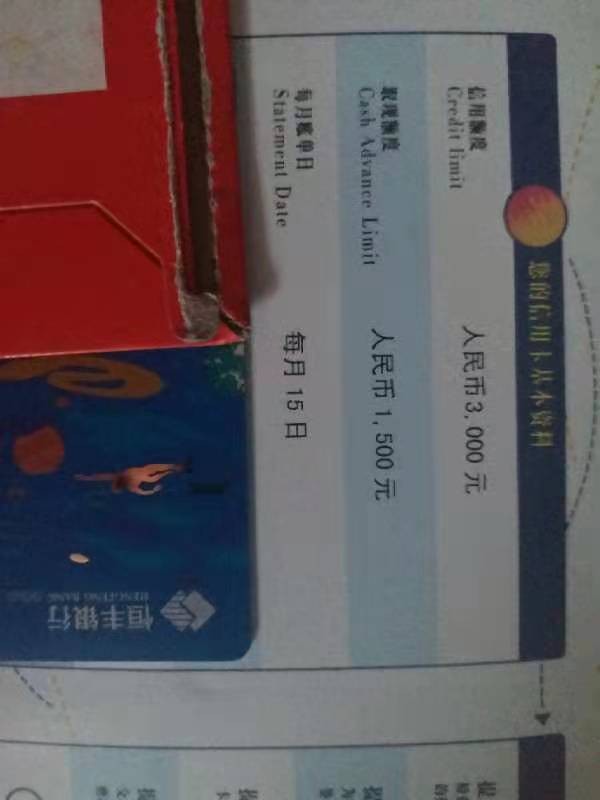 您的信用卡基本资料
信用额度 人民币3,000元
Credit limit
取现额度 人民币1,500元
Cash Advance Limit
每月账单日 每月15日
Statement Date
恒丰银行
HENGFENG BANK